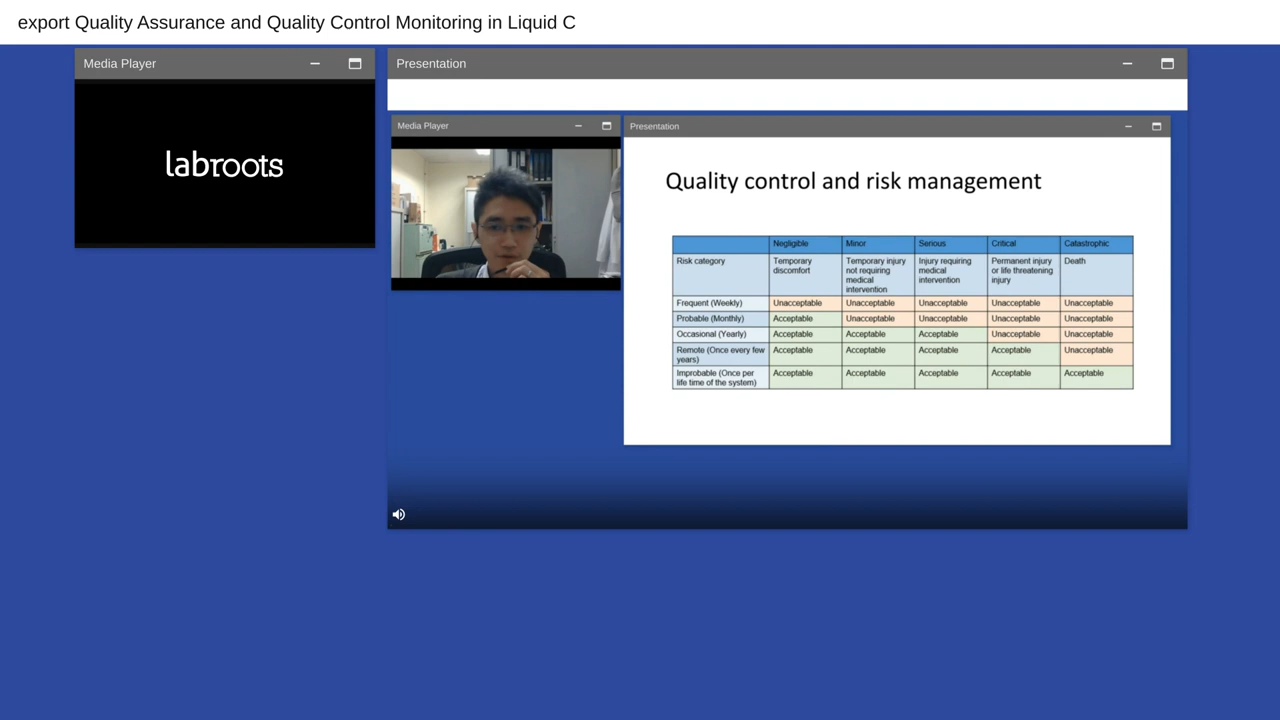 export Quality Assurance and Quality Control Monitoring in Liquid C
Media Player
labroots
Presentation
Media Player
Presentation
Quality control and risk management
Negligible Minor Serious Critical Catastrophic
Risk category Temporary discomfort Temporary injury not requiring medical intervention Injury requiring medical intervention Permanent injury or life threatening injury Death
Frequent (Weekly) Unacceptable Unacceptable Unacceptable Unacceptable Unacceptable
Probable (Monthly) Acceptable Unacceptable Unacceptable Unacceptable Unacceptable
Occasional (Yearly) Acceptable Acceptable Acceptable Unacceptable Unacceptable
Remote (Once every few years) Acceptable Acceptable Acceptable Acceptable Unacceptable
Improbable (Once per life time of the system) Acceptable Acceptable Acceptable Acceptable Acceptable